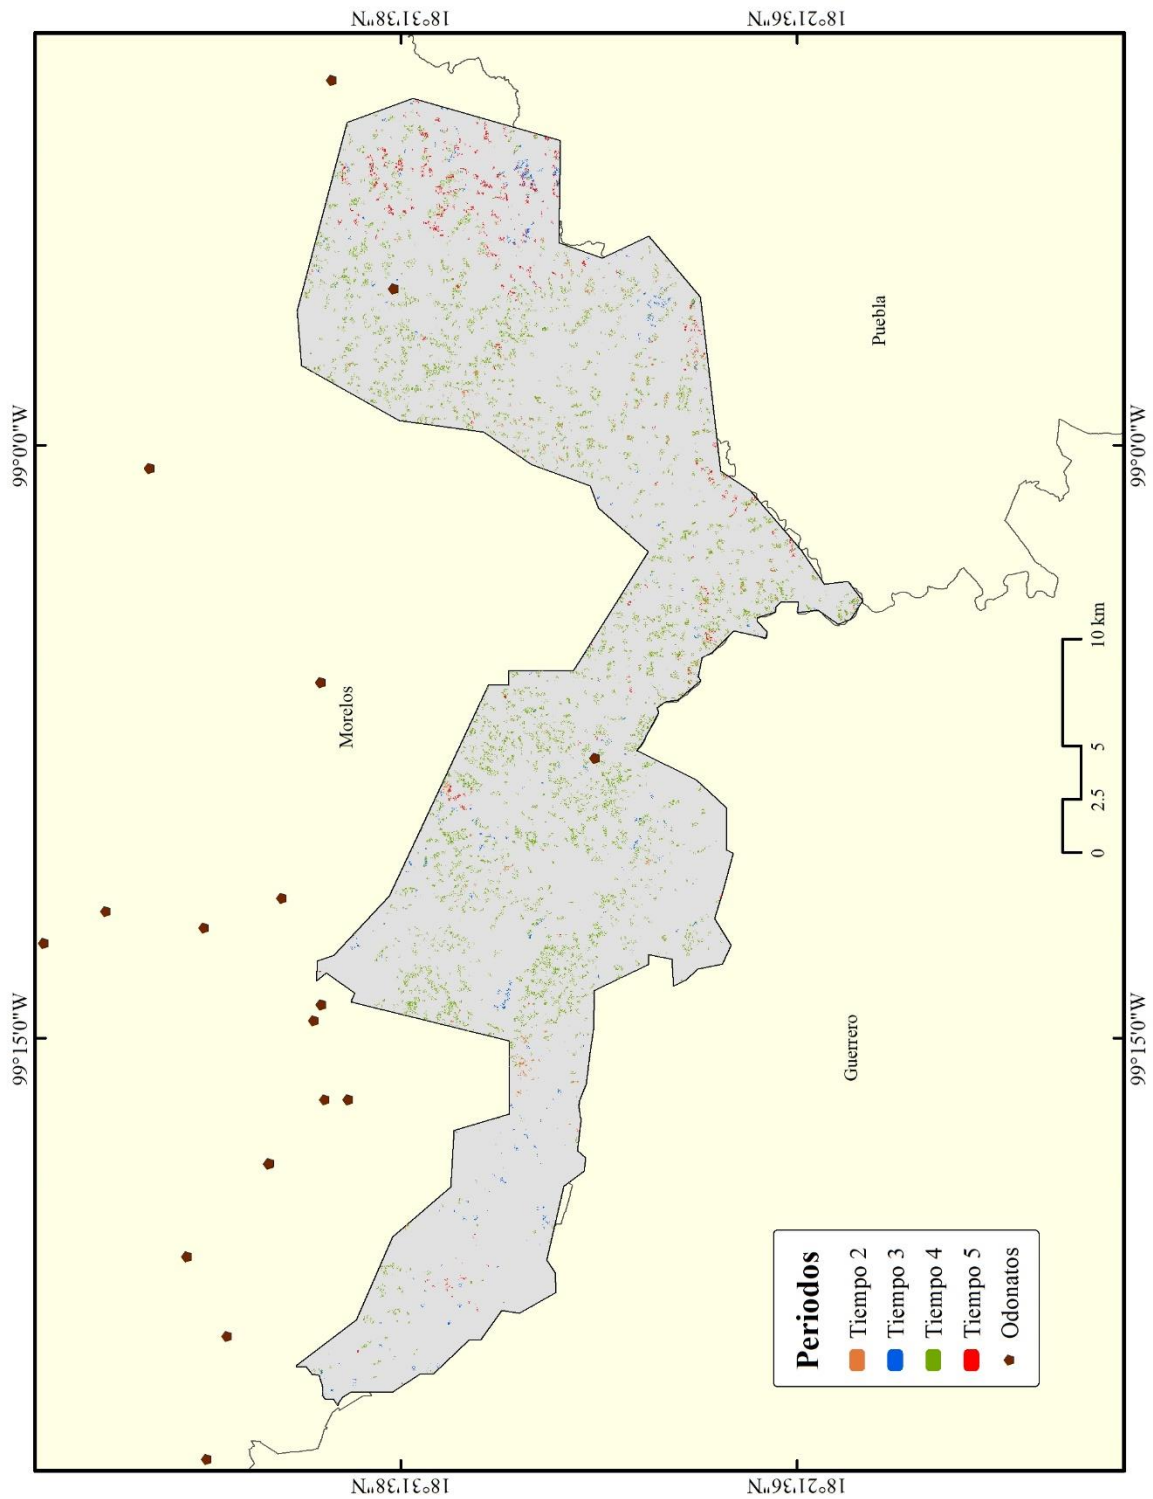 99°15'0"W
99°0'0"W
18°31'38"N
18°31'38"N
Morelos
18°21'36"N
18°21'36"N
Guerrero
Puebla
Periodos
Tiempo 2
Tiempo 3
Tiempo 4
Tiempo 5
Odonatos
0 2.5 5 10 km
99°15'0"W
99°0'0"W